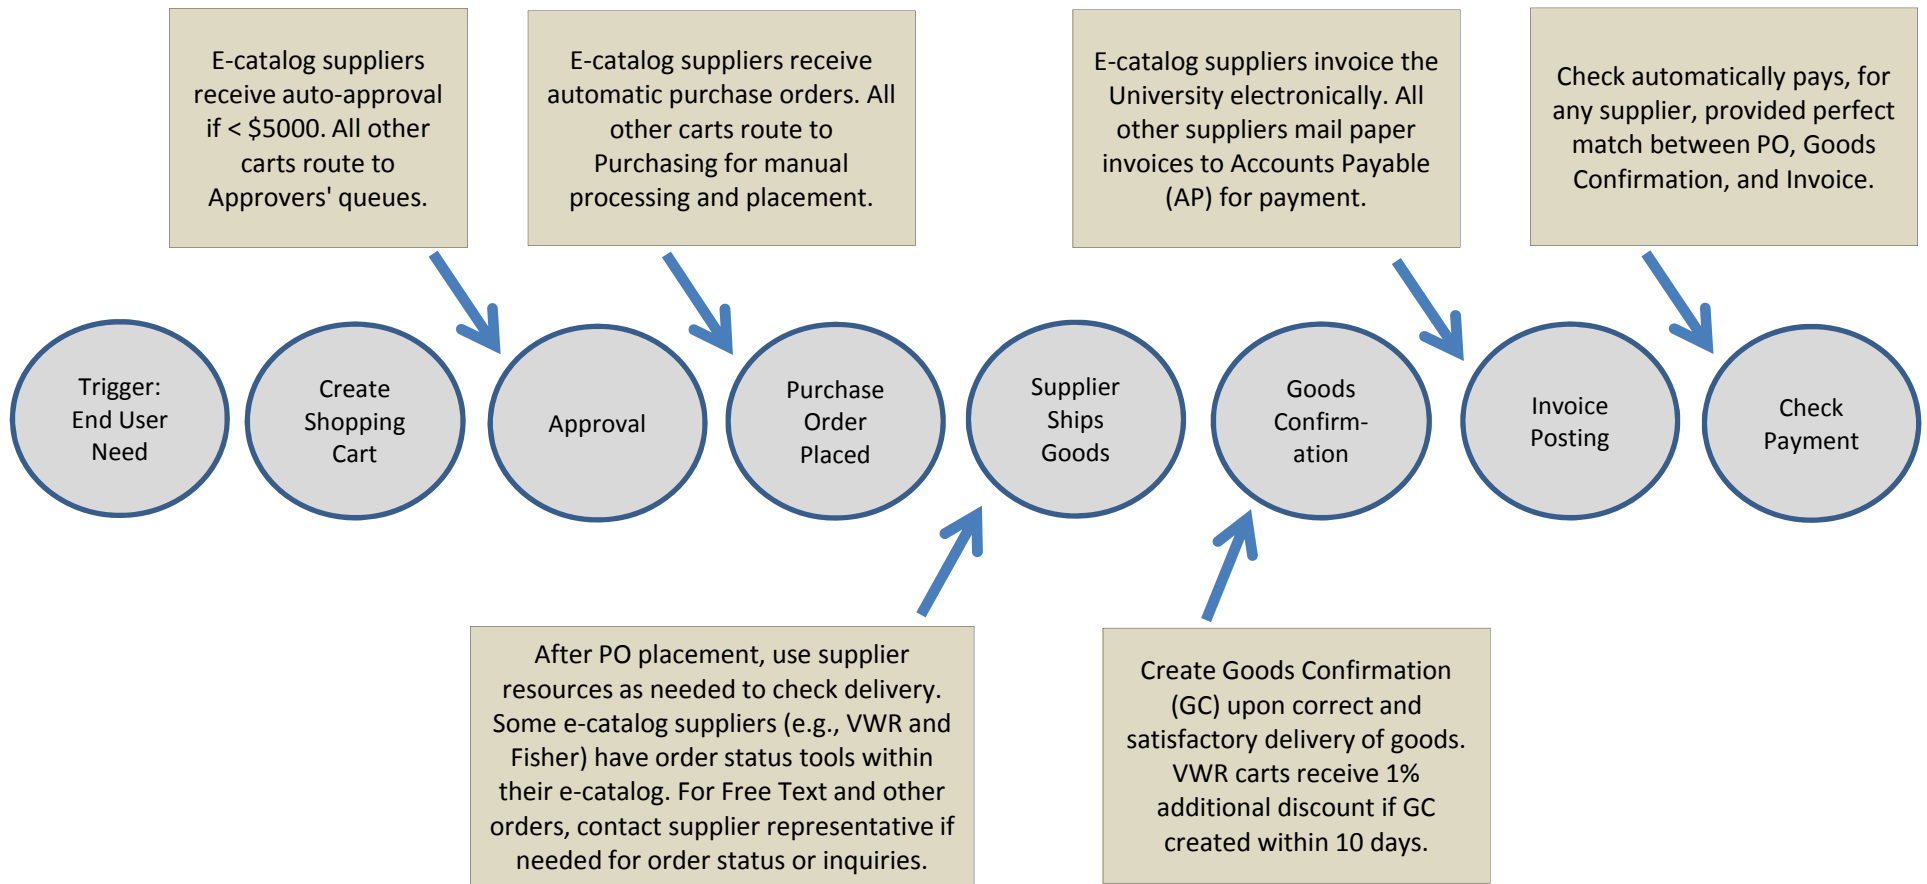 E-catalog suppliers
receive auto-approval
if < $5000. All other
carts route to
Approvers' queues.
E-catalog suppliers receive
automatic purchase orders. All
other carts route to
Purchasing for manual
processing and placement.
E-catalog suppliers invoice the
University electronically. All
other suppliers mail paper
invoices to Accounts Payable
(AP) for payment.
Check automatically pays, for
any supplier, provided perfect
match between PO, Goods
Confirmation, and Invoice.
Trigger:
End User
Need
Create
Shopping
Cart
Approval
Purchase
Order
Placed
Supplier
Ships
Goods
Goods
Confirm-
ation
Invoice
Posting
Check
Payment
After PO placement, use supplier
resources as needed to check delivery.
Some e-catalog suppliers (e.g., VWR and
Fisher) have order status tools within
their e-catalog. For Free Text and other
orders, contact supplier representative if
needed for order status or inquiries.
Create Goods Confirmation
(GC) upon correct and
satisfactory delivery of goods.
VWR carts receive 1%
additional discount if GC
created within 10 days.